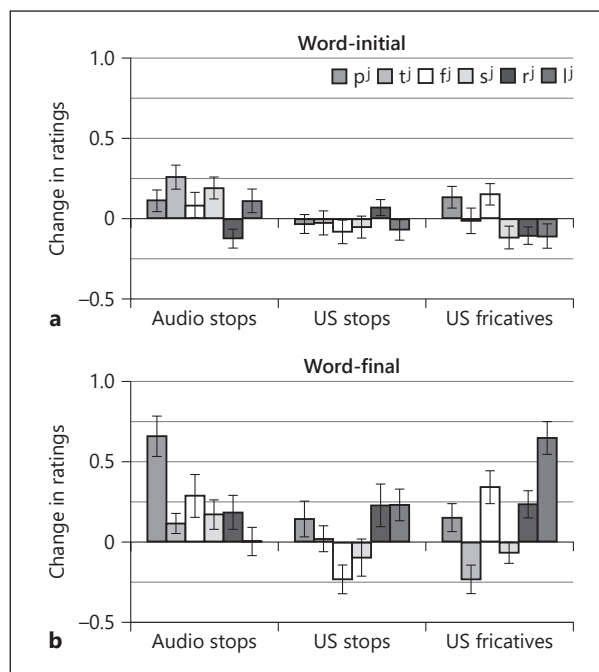 Word-initial
1.0
pʲ tʲ fʲ sʲ rʲ lʲ
0.5
0
–0.5
Change in ratings
a
Audio stops US stops US fricatives
Word-final
1.0
0.5
0
–0.5
Change in ratings
b
Audio stops US stops US fricatives